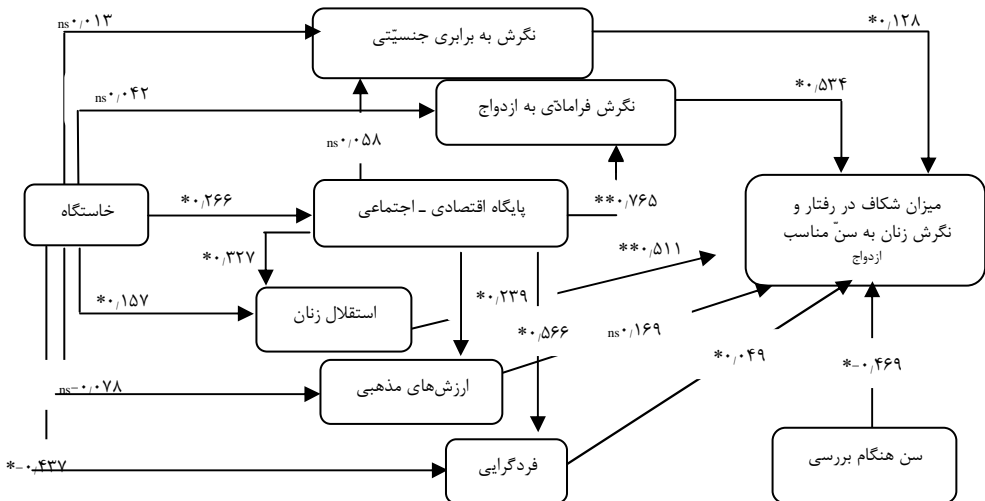 ns۰/۰۱۳
نگرش به برابری جنسیّتی
*۰/۱۲۸
ns۰/۰۴۲
نگرش فرامادّی به ازدواج
*۰/۵۳۴
ns۰/۰۵۸
خاستگاه
*۰/۲۶۶
پایگاه اقتصادی ـ اجتماعی
**۰/۷۶۵
میزان شکاف در رفتار و
نگرش زنان به سنّ مناسب
ازدواج
*۰/۳۲۷
**۰/۵۱۱
*۰/۱۵۷
استقلال زنان
*۰/۲۳۹
*۰/۵۶۶
ns۰/۱۶۹
*۰/۰۴۹
*-۰/۴۶۹
ns-۰/۰۷۸
ارزش‌های مذهبی
*-۰/۴۳۷
فردگرایی
سن هنگام بررسی